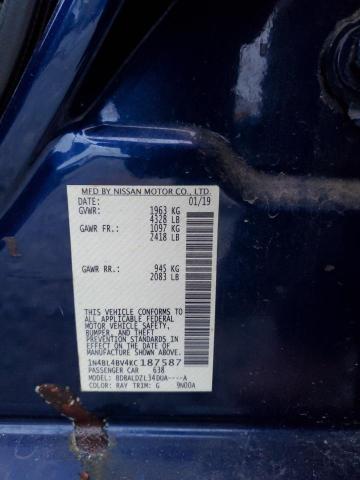 MFD BY NISSAN MOTOR CO., LTD.
DATE: 01/19
GVWR: 1963 KG
4328 LB
GAWR FR.: 1097 KG
2418 LB
GAWR RR.: 945 KG
2083 LB
THIS VEHICLE CONFORMS TO
ALL APPLICABLE FEDERAL
MOTOR VEHICLE SAFETY, BUMPER,
AND THEFT PREVENTION
STANDARDS IN EFFECT ON
THE DATE OF MANUFACTURE
SHOWN ABOVE.
1N4BL4BV4KC187587
PASSENGER CAR 638
MODEL: BDBALDZL34DUA----A
COLOR: RAY TRIM: G 9N00A